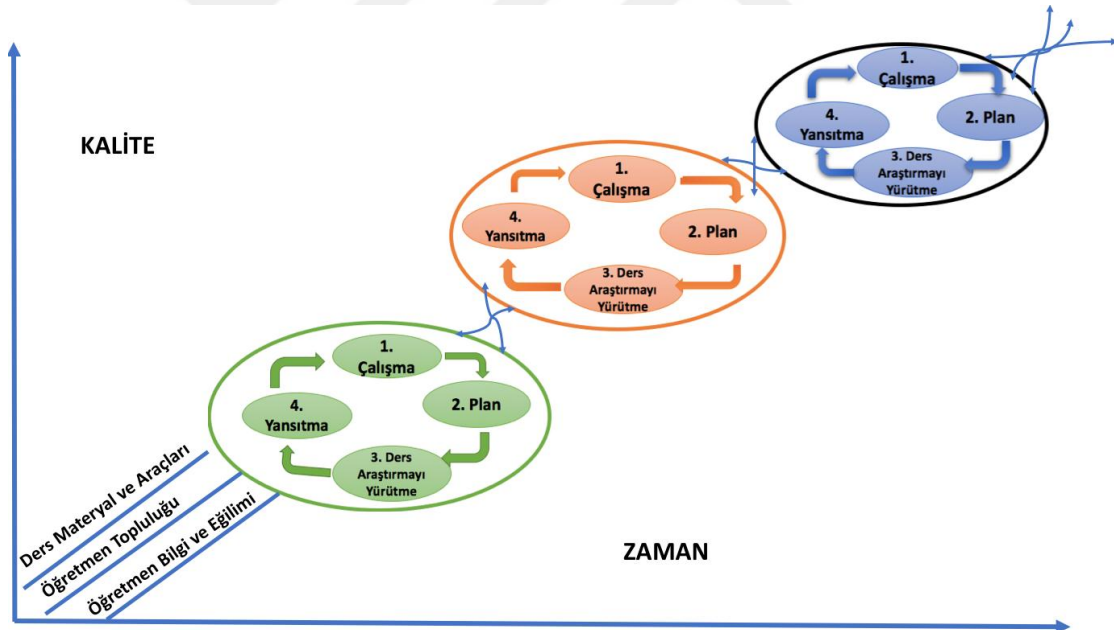 KALİTE
1.
Çalışma
2. Plan
3. Ders
Araştırmayı
Yürütme
4.
Yansıtma
1.
Çalışma
2. Plan
3. Ders
Araştırmayı
Yürütme
4.
Yansıtma
1.
Çalışma
2. Plan
3. Ders
Araştırmayı
Yürütme
4.
Yansıtma
Ders Materyal ve Araçları
Öğretmen Topluluğu
Öğretmen Bilgi ve Eğilimi
ZAMAN